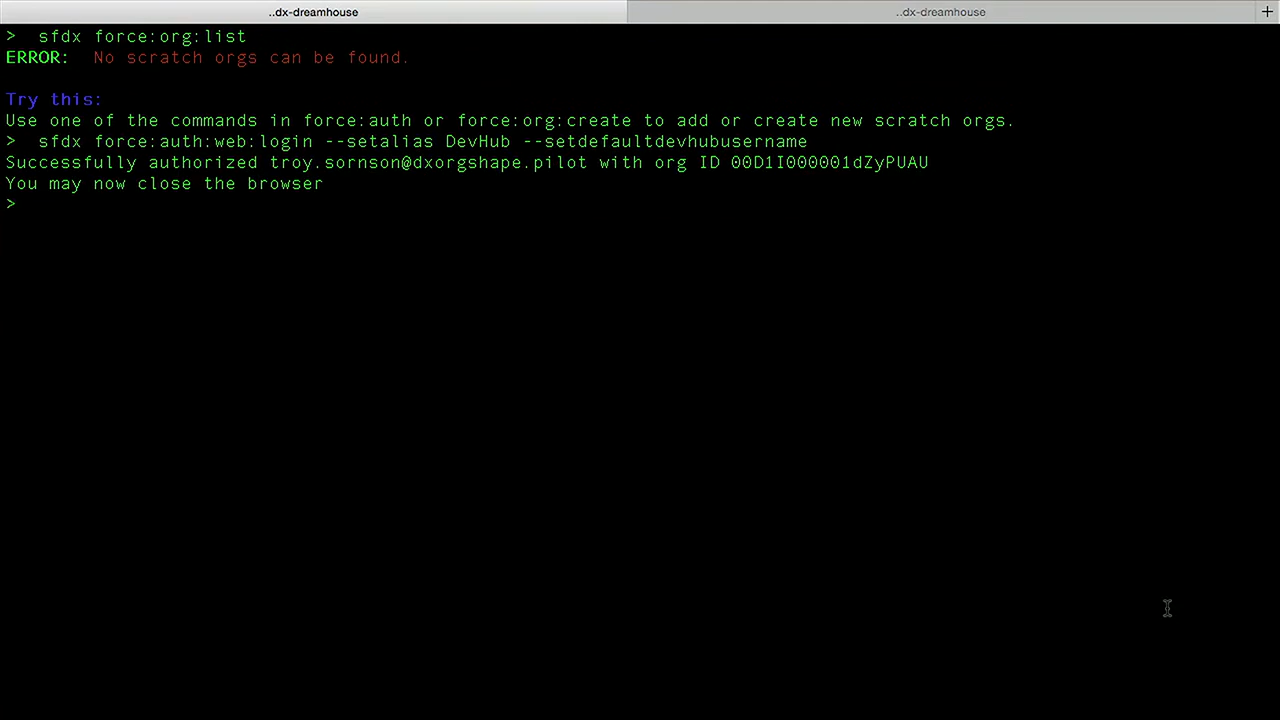 ..dx-dreamhouse
..dx-dreamhouse
+
> sfdx force:org:list
ERROR: No scratch orgs can be found.
Try this:
Use one of the commands in force:auth or force:org:create to add or create new scratch orgs.
> sfdx force:auth:web:login --setalias DevHub --setdefaultdevhubusername
Successfully authorized troy.sornson@dxorgshape.pilot with org ID 00D1I000001dZyPUAU
You may now close the browser
>